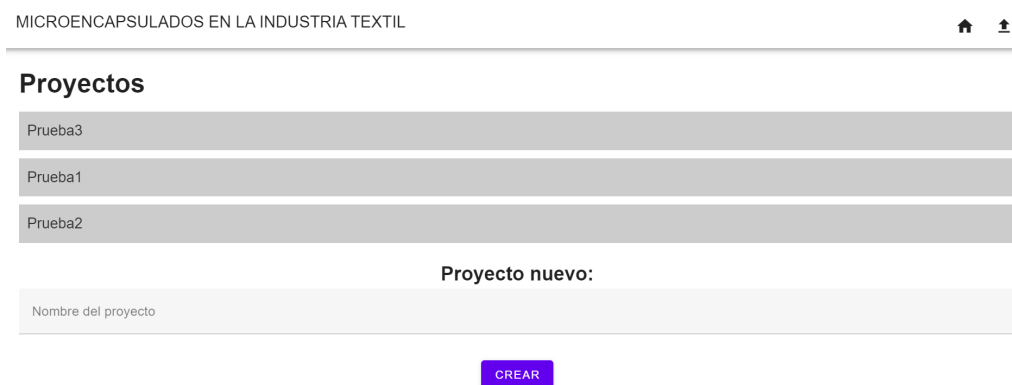 MICROENCAPSULADOS EN LA INDUSTRIA TEXTIL
Proyectos
Prueba3
Prueba1
Prueba2
Proyecto nuevo:
Nombre del proyecto
CREAR